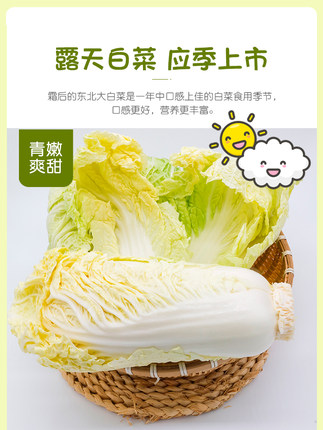 露天白菜 应季上市
霜后的东北大白菜是一年中口感上佳的白菜食用季节，
口感更好，营养更丰富。
青嫩
爽甜